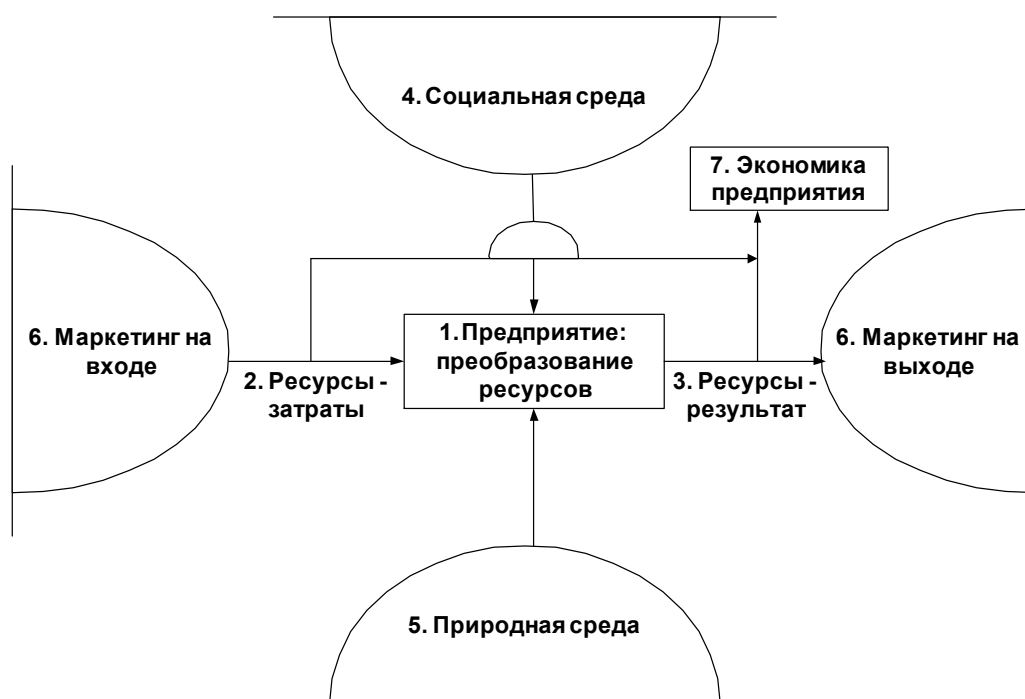 4. Социальная среда
7. Экономика
предприятия
6. Маркетинг на
входе
2. Ресурсы -
затраты
1. Предприятие:
преобразование
ресурсов
3. Ресурсы -
результат
6. Маркетинг на
выходе
5. Природная среда